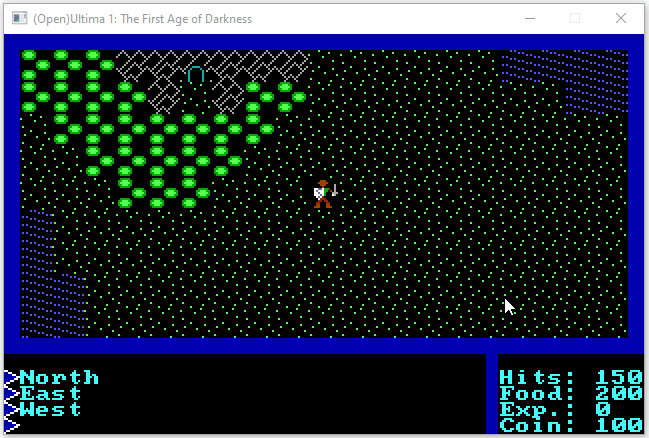 (Open)Ultima 1: The First Age of Darkness
North
East
West
Hits: 150
Food: 200
Exp.: 0
Coin: 100